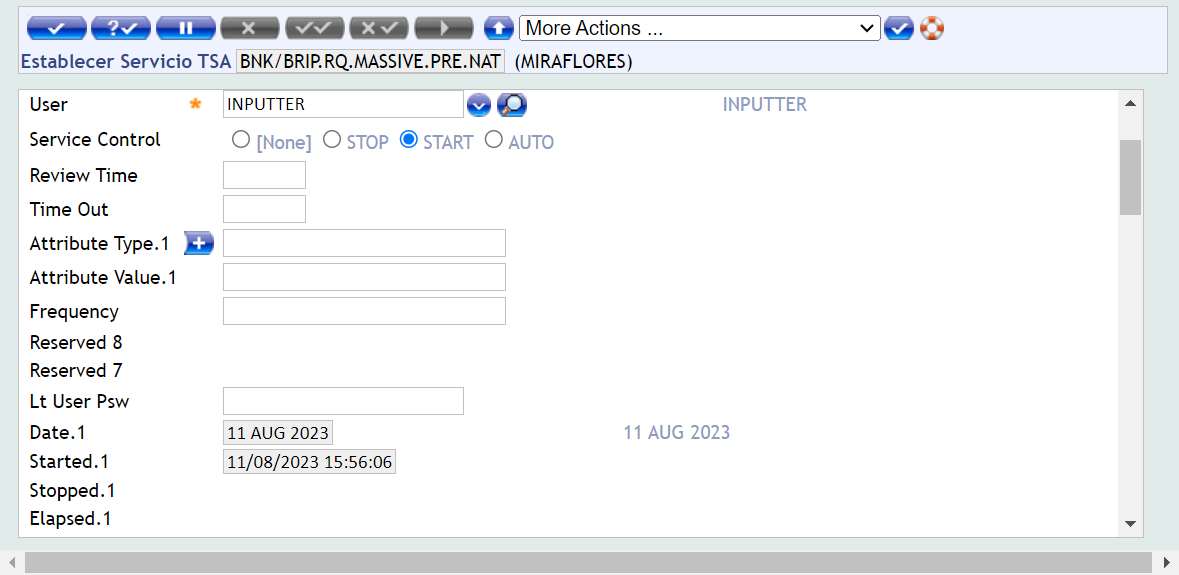 More Actions ...
Establecer Servicio TSA BNK/BRIP.RQ.MASSIVE.PRE.NAT (MIRAFLORES)
User * INPUTTER INPUTTER
Service Control [None] STOP START AUTO
Review Time
Time Out
Attribute Type.1
Attribute Value.1
Frequency
Reserved 8
Reserved 7
Lt User Psw
Date.1 11 AUG 2023 11 AUG 2023
Started.1 11/08/2023 15:56:06
Stopped.1
Elapsed.1